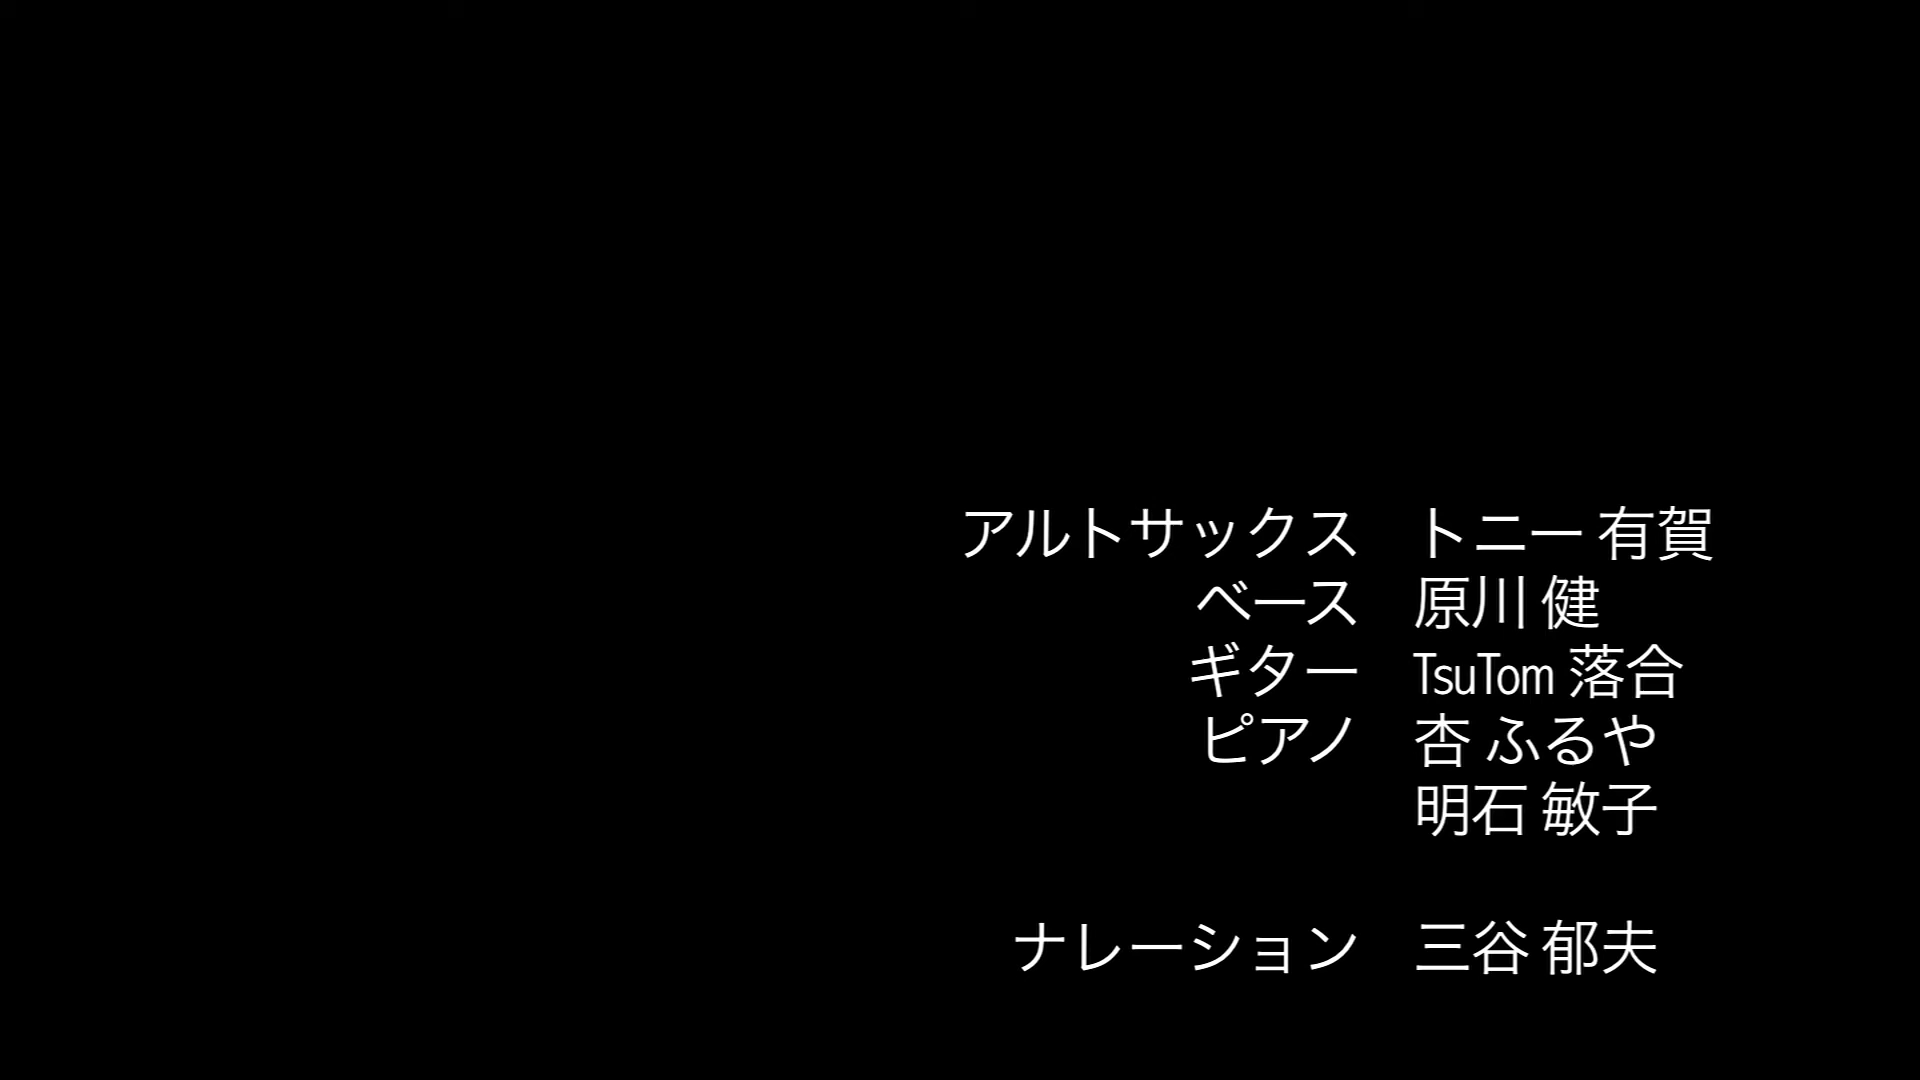 アルトサックス トニー 有賀
ベース 原川 健
ギター TsuTom 落合
ピアノ 杏 ふるや
明石 敏子
ナレーション 三谷 郁夫